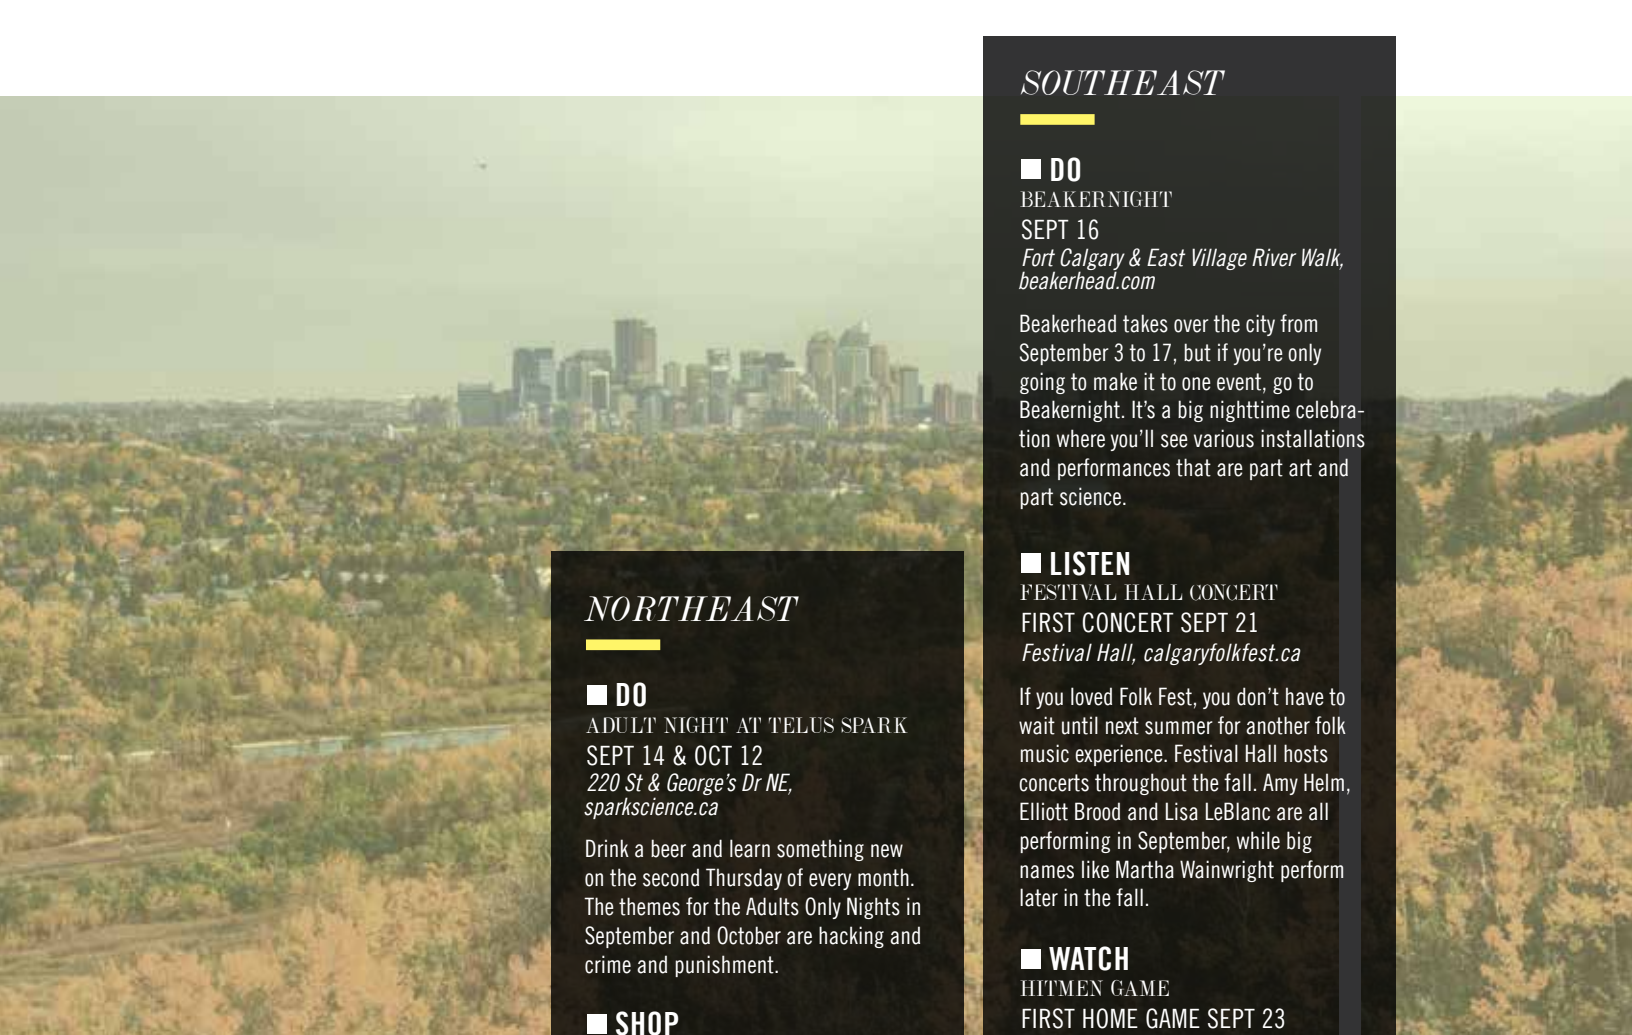 SOUTHEAST
DO
BEAKERNIGHT
SEPT 16
Fort Calgary & East Village River Walk,
beakerhead.com
Beakerhead takes over the city from
September 3 to 17, but if you’re only
going to make it to one event, go to
Beakernight. It’s a big nighttime celebra-
tion where you’ll see various installations
and performances that are part art and
part science.
LISTEN
FESTIVAL HALL CONCERT
FIRST CONCERT SEPT 21
Festival Hall, calgaryfolkfest.ca
If you loved Folk Fest, you don’t have to
wait until next summer for another folk
music experience. Festival Hall hosts
concerts throughout the fall. Amy Helm,
Elliott Brood and Lisa LeBlanc are all
performing in September, while big
names like Martha Wainwright perform
later in the fall.
WATCH
HITMEN GAME
FIRST HOME GAME SEPT 23
NORTHEAST
DO
ADULT NIGHT AT TELUS SPARK
SEPT 14 & OCT 12
220 St & George’s Dr NE,
sparkscience.ca
Drink a beer and learn something new
on the second Thursday of every month.
The themes for the Adults Only Nights in
September and October are hacking and
crime and punishment.
SHOP